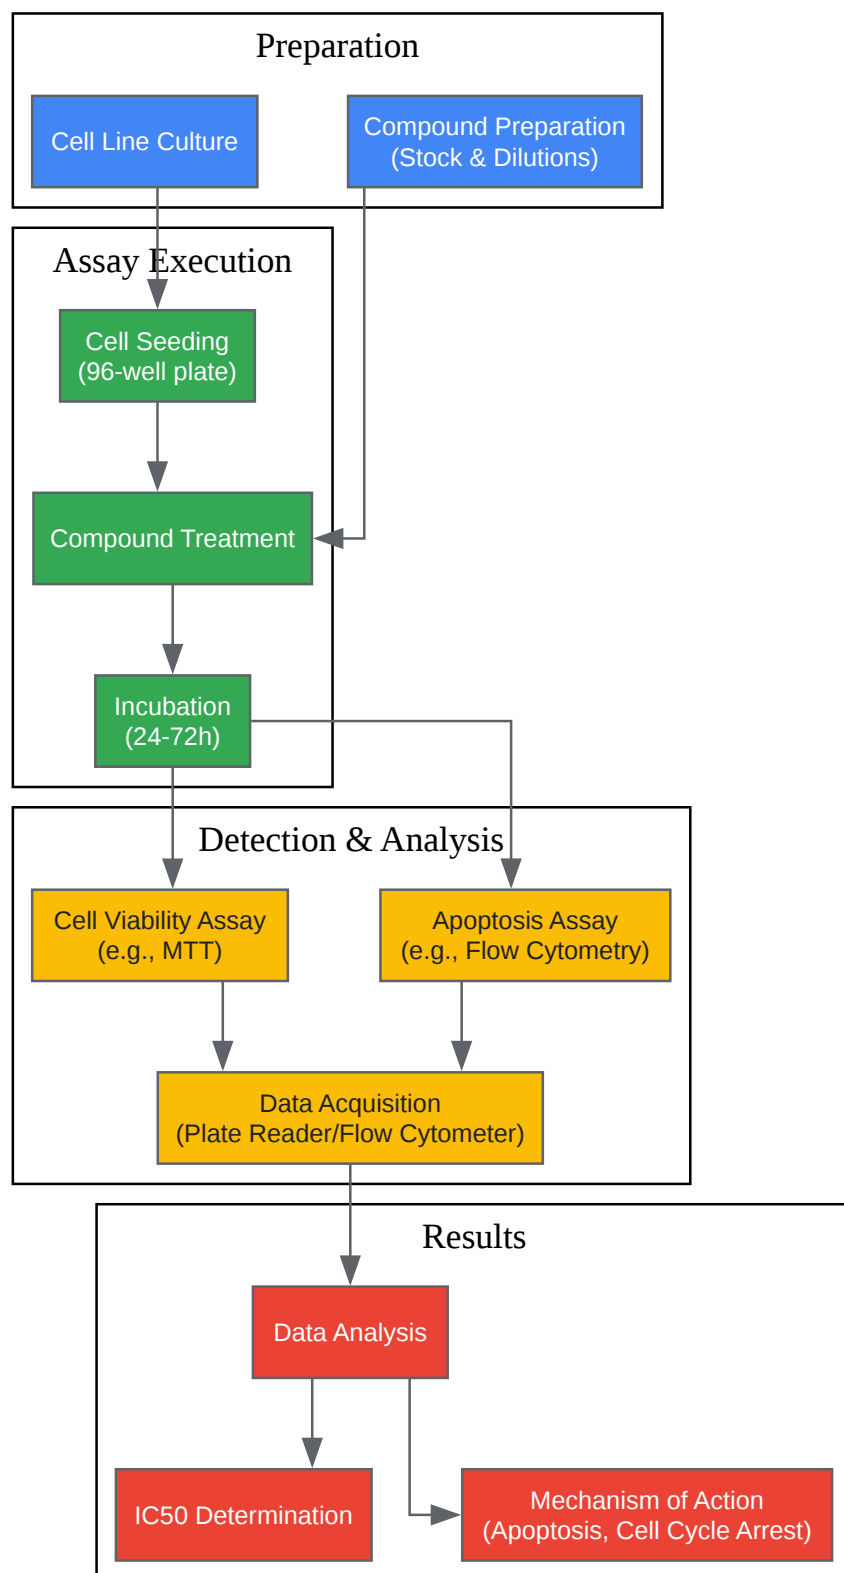 Preparation
Cell Line Culture
Compound Preparation
(Stock & Dilutions)
Assay Execution
Cell Seeding
(96-well plate)
Compound Treatment
Incubation
(24-72h)
Detection & Analysis
Cell Viability Assay
(e.g., MTT)
Apoptosis Assay
(e.g., Flow Cytometry)
Data Acquisition
(Plate Reader/Flow Cytometer)
Results
Data Analysis
IC50 Determination
Mechanism of Action
(Apoptosis, Cell Cycle Arrest)